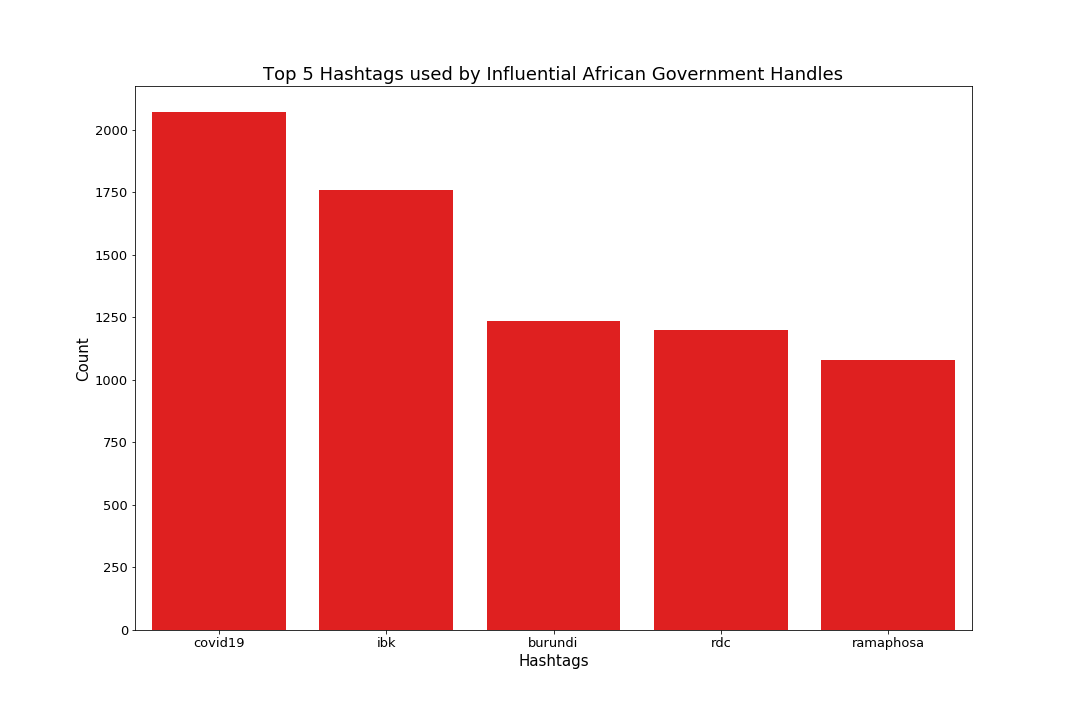 Top 5 Hashtags used by Influential African Government Handles
2000
1750
1500
1250
1000
750
500
250
0
Count
covid19 ibk burundi rdc ramaphosa
Hashtags